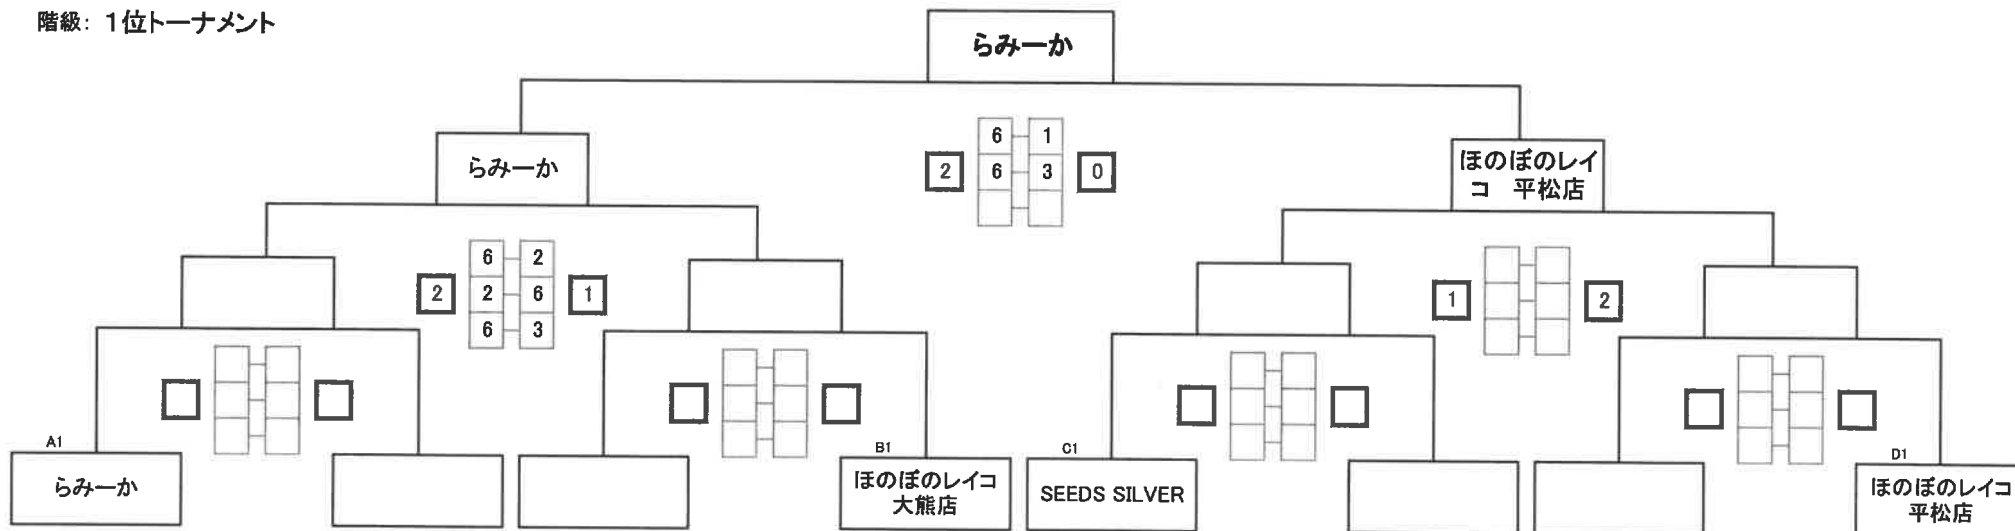 階級: 1位トーナメント
らみーか
6 1
2 6 3 0
らみーか
ほのぼのレイ
コ 平松店
6 2
2 2 6 1
6 3
1 2
A1
らみーか
B1
ほのぼのレイコ
大熊店
C1
SEEDS SILVER
D1
ほのぼのレイコ
平松店